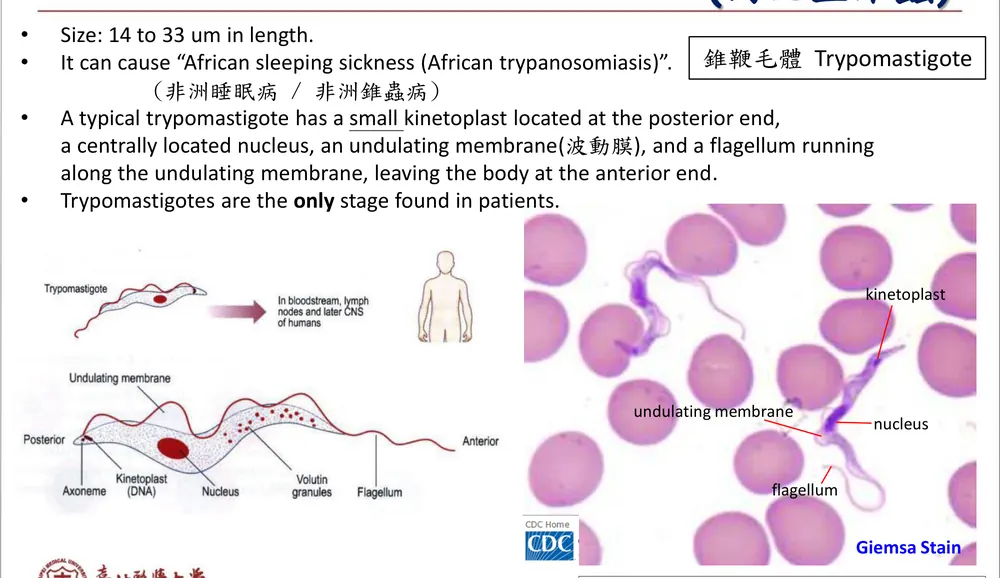 • Size: 14 to 33 um in length.
• It can cause “African sleeping sickness (African trypanosomiasis)”.
（非洲睡眠病 / 非洲錐蟲病）
錐鞭毛體 Trypomastigote
• A typical trypomastigote has a small kinetoplast located at the posterior end,
a centrally located nucleus, an undulating membrane(波動膜), and a flagellum running
along the undulating membrane, leaving the body at the anterior end.
• Trypomastigotes are the only stage found in patients.
Trypomastigote
In bloodstream, lymph
nodes and later CNS
of humans
Undulating membrane
Posterior
Anterior
Axoneme
Kinetoplast
(DNA)
Nucleus
Volutin
granules
Flagellum
kinetoplast
undulating membrane
nucleus
flagellum
CDC Home
CDC
Giemsa Stain